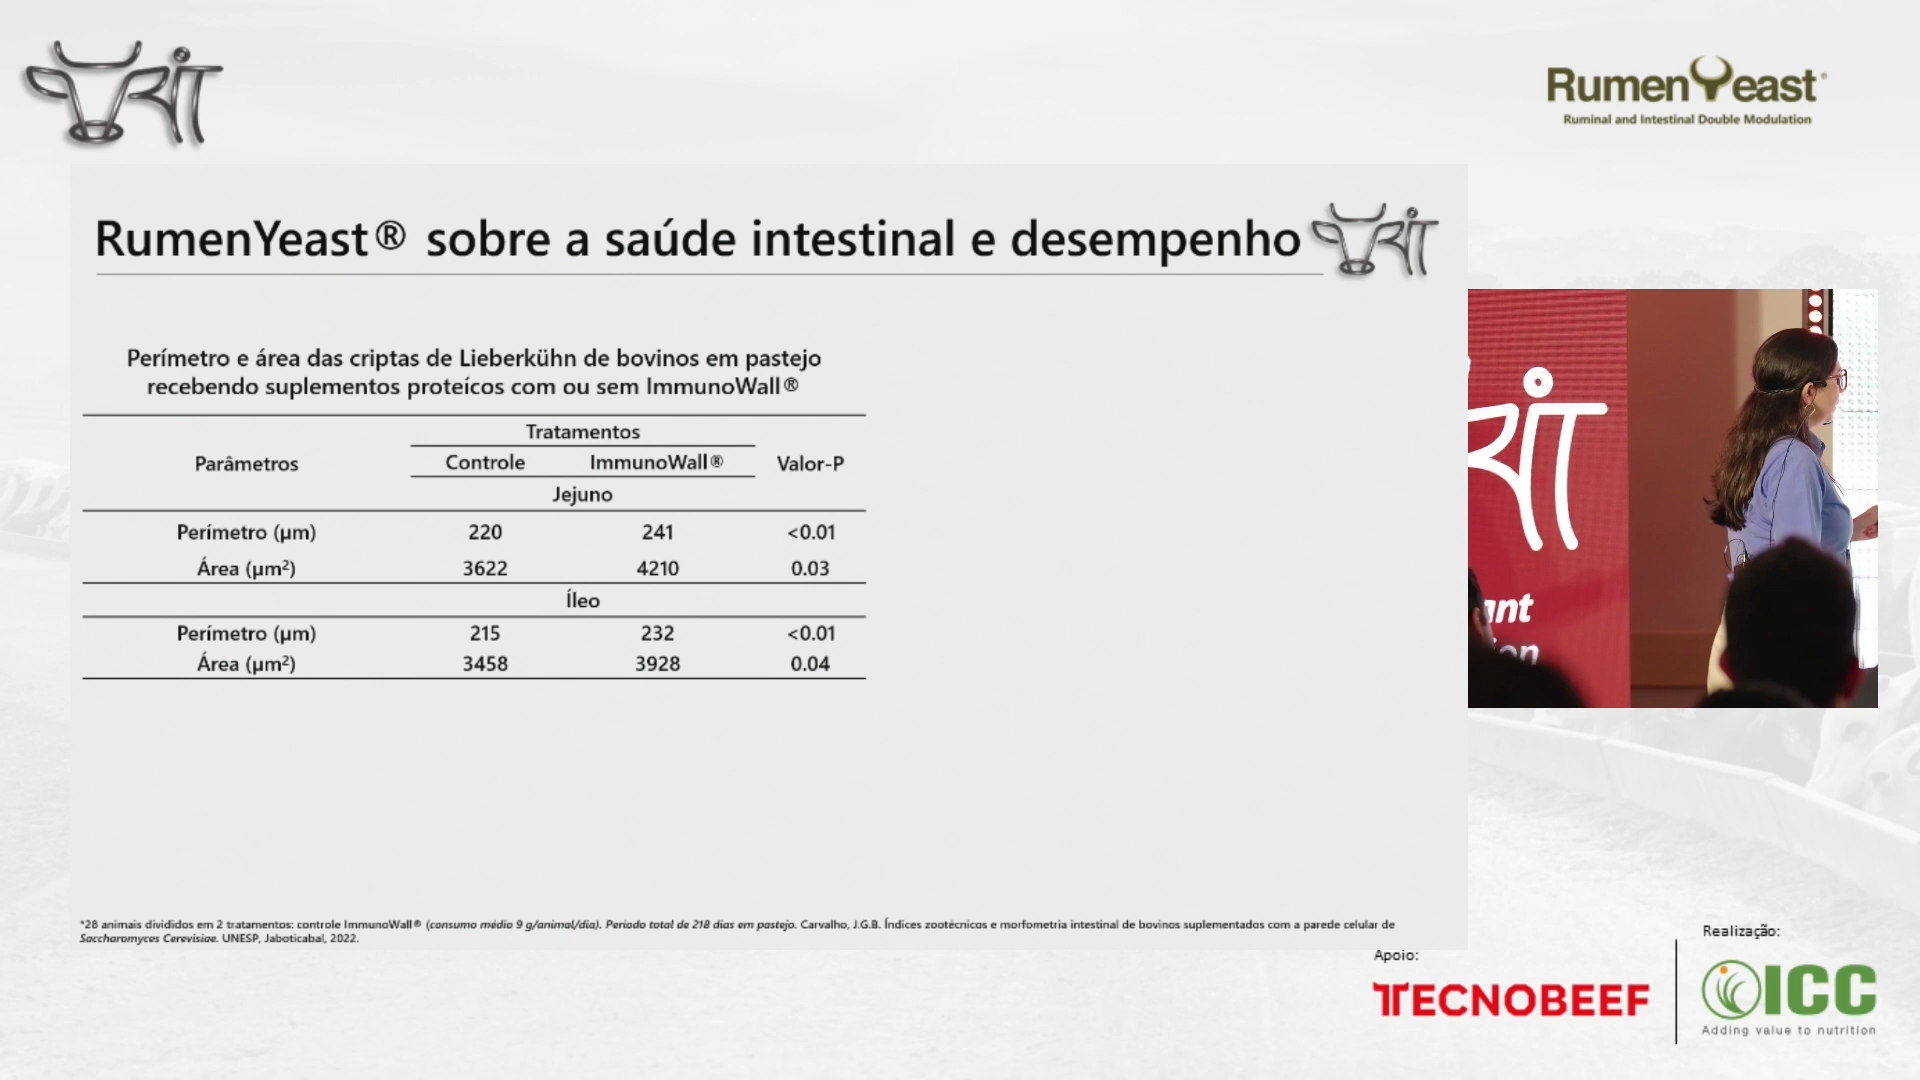 RIT
RumenYeast®
Ruminal and Intestinal Double Modulation
RumenYeast® sobre a saúde intestinal e desempenho
RIT
Perímetro e área das criptas de Lieberkühn de bovinos em pastejo
recebendo suplementos proteícos com ou sem ImmunoWall®
Tratamentos
Parâmetros Controle ImmunoWall® Valor-P
Jejuno
Perímetro (µm) 220 241 <0.01
Área (µm²) 3622 4210 0.03
Íleo
Perímetro (µm) 215 232 <0.01
Área (µm²) 3458 3928 0.04
*28 animais divididos em 2 tratamentos: controle ImmunoWall® (consumo médio 9 g/animal/dia). Período total de 218 dias em pastejo. Carvalho, J.G.B. Índices zootécnicos e morfometria intestinal de bovinos suplementados com a parede celular de
Saccharomyces Cerevisiae. UNESP, Jaboticabal, 2022.
RIT
ant
ion
Apoio:
TECNOBEEF
Realização:
ICC
Adding value to nutrition